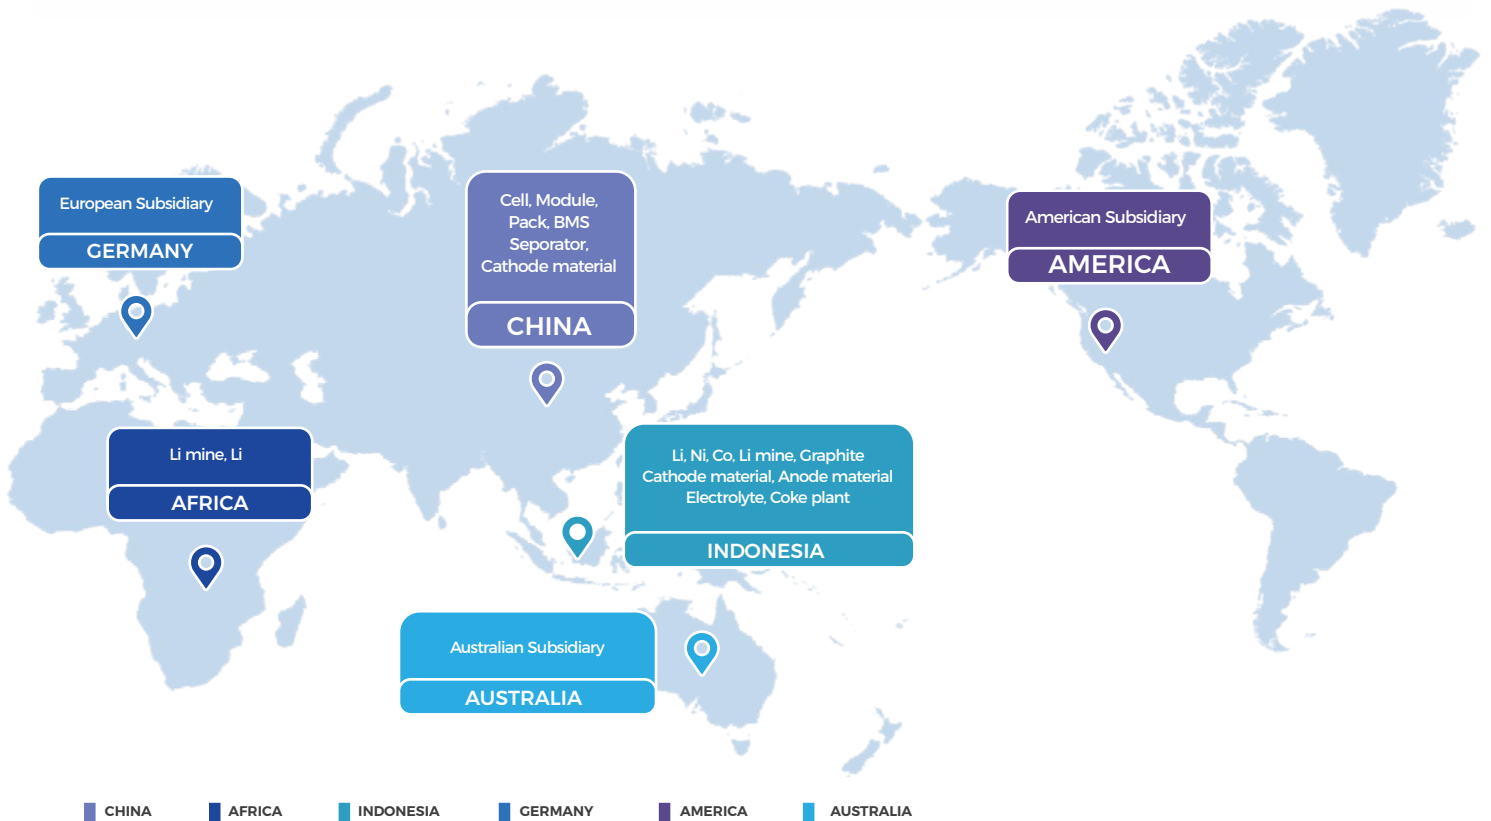 European Subsidiary
GERMANY
Cell, Module,
Pack, BMS
Seporator,
Cathode material
CHINA
American Subsidiary
AMERICA
Li mine, Li
AFRICA
Li, Ni, Co, Li mine, Graphite
Cathode material, Anode material
Electrolyte, Coke plant
INDONESIA
Australian Subsidiary
AUSTRALIA
CHINA AFRICA INDONESIA GERMANY AMERICA AUSTRALIA